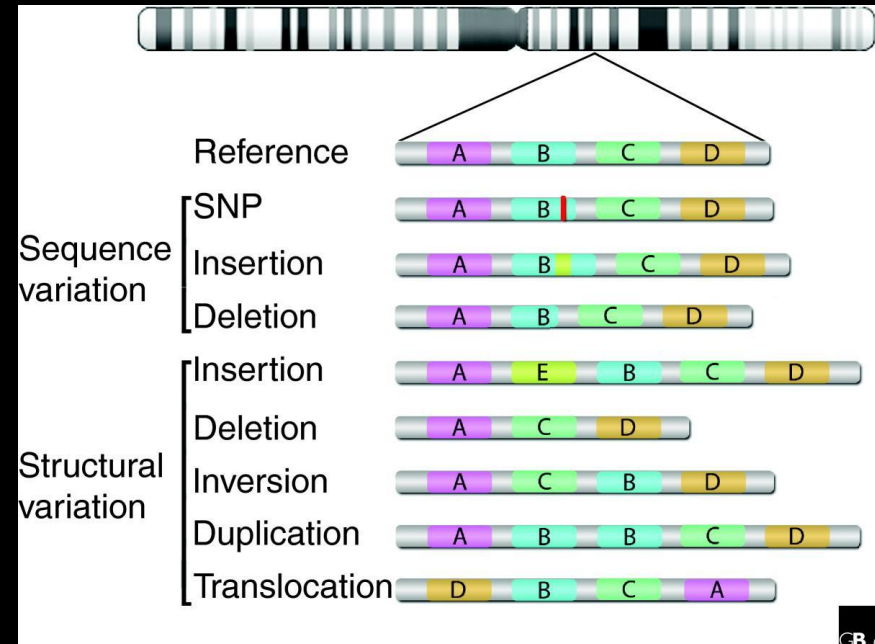 Reference
A B C D
Sequence
variation
SNP
A B C D
Insertion
A B C D
Deletion
A B C D
Structural
variation
Insertion
A E B C D
Deletion
A C D
Inversion
A C B D
Duplication
A B B C D
Translocation
D B C A
GB